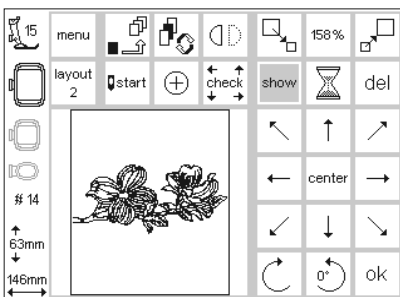 15
menu
158%
layout
2
start
check
show
del
center
# 14
63mm
146mm
0°
ok